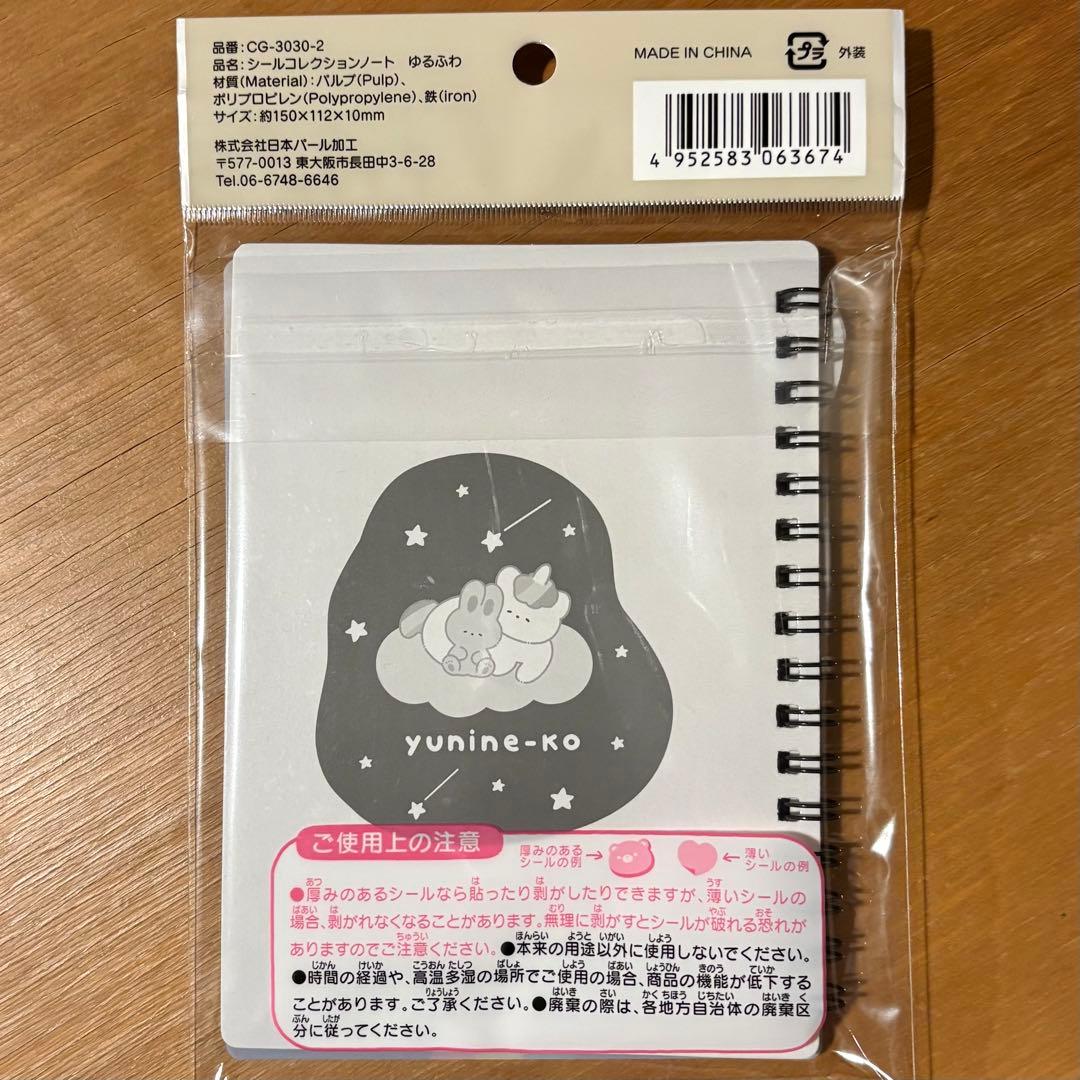 品番:CG-3030-2
品名:シールコレクションノート ゆるふわ
材質(Material):パルプ(Pulp)、
ポリプロピレン(Polypropylene)、鉄(iron)
サイズ:約150×112×10mm
株式会社日本パール加工
〒577-0013 東大阪市長田中3-6-28
Tel.06-6748-6646
MADE IN CHINA
プラ 外装
4 952583 063674
yunine-ko
ご使用上の注意
厚みのある
シールの例→
←薄い
シールの例
●厚みのあるシールなら貼ったり剥がしたりできますが、薄いシールの
場合、剥がれなくなることがあります。無理に剥がすとシールが破れる恐れが
ありますのでご注意ください。●本来の用途以外に使用しないでください。
●時間の経過や、高温多湿の場所でご使用の場合、商品の機能が低下する
ことがあります。ご了承ください。●廃棄の際は、各地方自治体の廃棄区
分に従ってください。